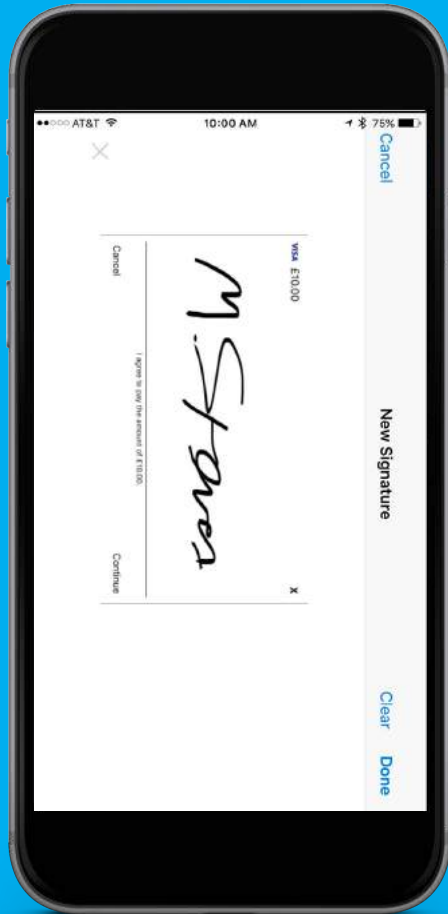 AT&T 10:00 AM 75%
Cancel New Signature Clear Done
VISA £10.00 X
M.
I agree to pay the amount of £10.00.
Cancel Continue